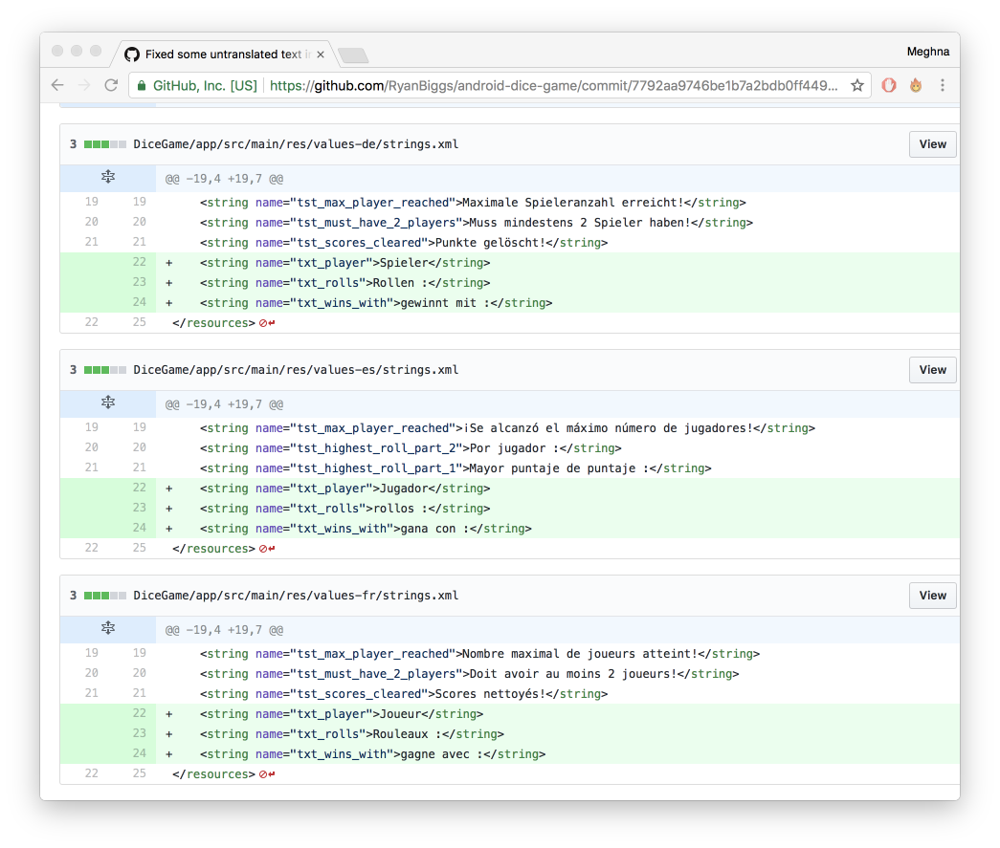 Fixed some untranslated text i
Meghna
GitHub, Inc. [US] https://github.com/RyanBiggs/android-dice-game/commit/7792aa9746be1b7a2bdb0ff449...
3 DiceGame/app/src/main/res/values-de/strings.xml View
@@ -19,4 +19,7 @@
19 19 <string name="tst_max_player_reached">Maximale Spieleranzahl erreicht!</string>
20 20 <string name="tst_must_have_2_players">Muss mindestens 2 Spieler haben!</string>
21 21 <string name="tst_scores_cleared">Punkte gelöscht!</string>
22 + <string name="txt_player">Spieler</string>
23 + <string name="txt_rolls">Rollen :</string>
24 + <string name="txt_wins_with">gewinnt mit :</string>
22 25 </resources>
3 DiceGame/app/src/main/res/values-es/strings.xml View
@@ -19,4 +19,7 @@
19 19 <string name="tst_max_player_reached">¡Se alcanzó el máximo número de jugadores!</string>
20 20 <string name="tst_highest_roll_part_2">Por jugador :</string>
21 21 <string name="tst_highest_roll_part_1">Mayor puntaje de puntaje :</string>
22 + <string name="txt_player">Jugador</string>
23 + <string name="txt_rolls">rollos :</string>
24 + <string name="txt_wins_with">gana con :</string>
22 25 </resources>
3 DiceGame/app/src/main/res/values-fr/strings.xml View
@@ -19,4 +19,7 @@
19 19 <string name="tst_max_player_reached">Nombre maximal de joueurs atteint!</string>
20 20 <string name="tst_must_have_2_players">Doit avoir au moins 2 joueurs!</string>
21 21 <string name="tst_scores_cleared">Scores nettoyés!</string>
22 + <string name="txt_player">Joueur</string>
23 + <string name="txt_rolls">Rouleaux :</string>
24 + <string name="txt_wins_with">gagne avec :</string>
22 25 </resources>